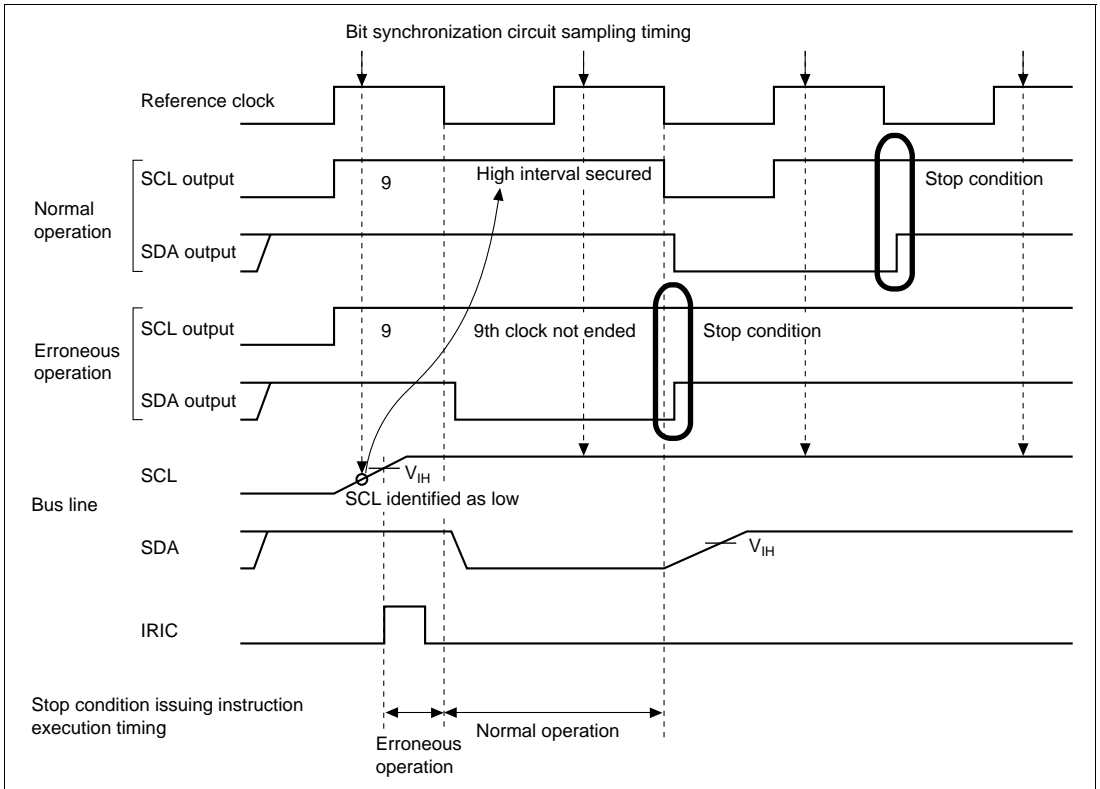 Bit synchronization circuit sampling timing
Reference clock
Normal operation
SCL output
9
High interval secured
Stop condition
SDA output
Erroneous operation
SCL output
9
9th clock not ended
Stop condition
SDA output
Bus line
SCL
VIH
SCL identified as low
SDA
VIH
IRIC
Stop condition issuing instruction
execution timing
Erroneous
operation
Normal operation